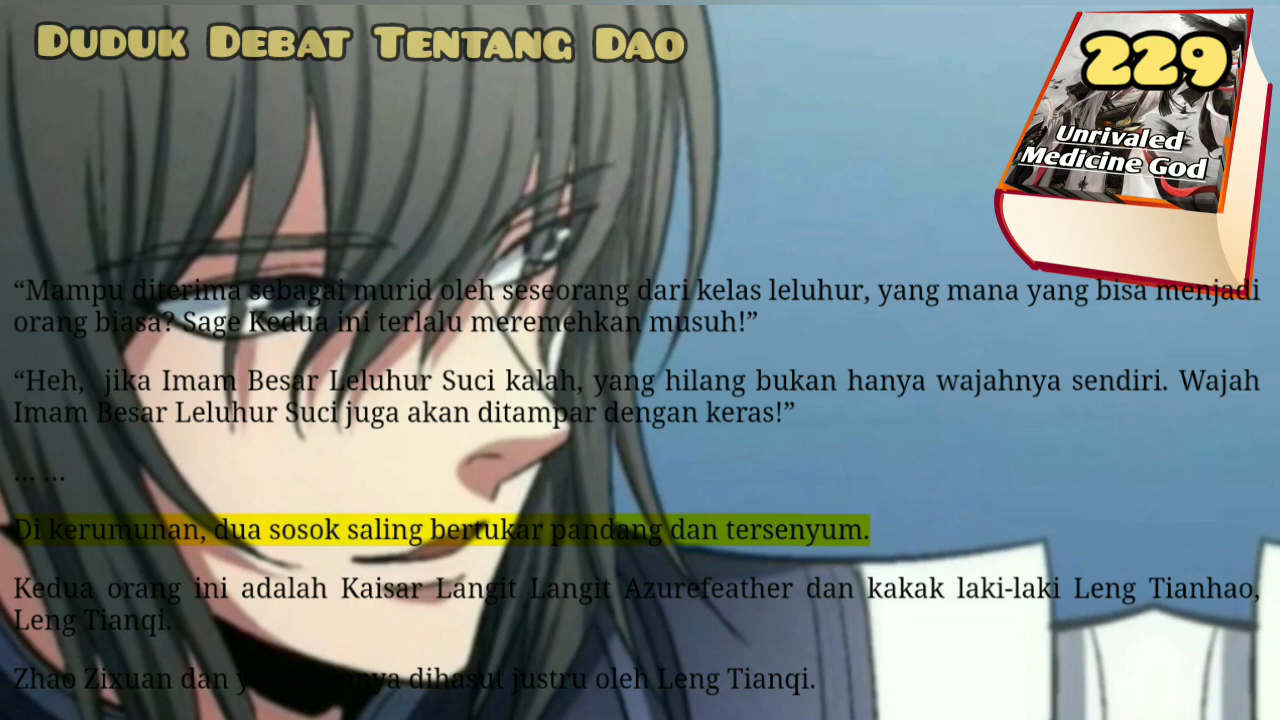 Duduk Debat Tentang Dao
229
Unrivaled
Medicine God
“Mampu diterima sebagai murid oleh seseorang dari kelas leluhur, yang mana yang bisa menjadi
orang biasa? Sage Kedua ini terlalu meremehkan musuh!”
“Heh, jika Imam Besar Leluhur Suci kalah, yang hilang bukan hanya wajahnya sendiri. Wajah
Imam Besar Leluhur Suci juga akan ditampar dengan keras!”
... ...
Di kerumunan, dua sosok saling bertukar pandang dan tersenyum.
Kedua orang ini adalah Kaisar Langit Langit Azurefeather dan kakak laki-laki Leng Tianhao,
Leng Tianqi.
Zhao Zixuan dan dihasut justru oleh Leng Tianqi.